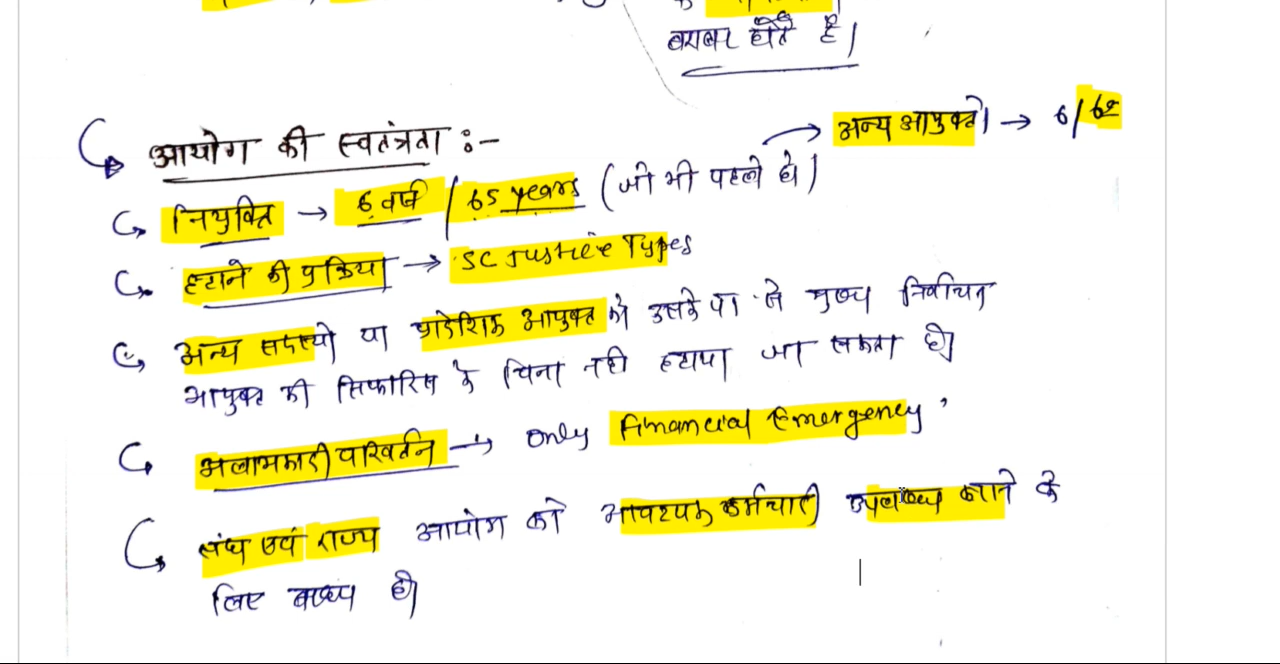 बराबर होते है।
आयोग की स्वतंत्रता :-
अन्य आयुक्तो → 6/62
नियुक्ति → 6 वर्ष / 65 years (जो भी पहले हो)
हटाने की प्रक्रिया → SC Justice Types
अन्य सदस्यो या प्रादेशिक आयुक्त को उसके पद से मुख्य निर्वाचन
आयुक्त की सिफारिस के बिना नही हटाया जा सकता है।
अलाभकारी परिवर्तन → only Financial Emergency
संघ एवं राज्य आयोग को आवश्यक कर्मचारी उपलब्ध कराने के
लिए बाध्य है।